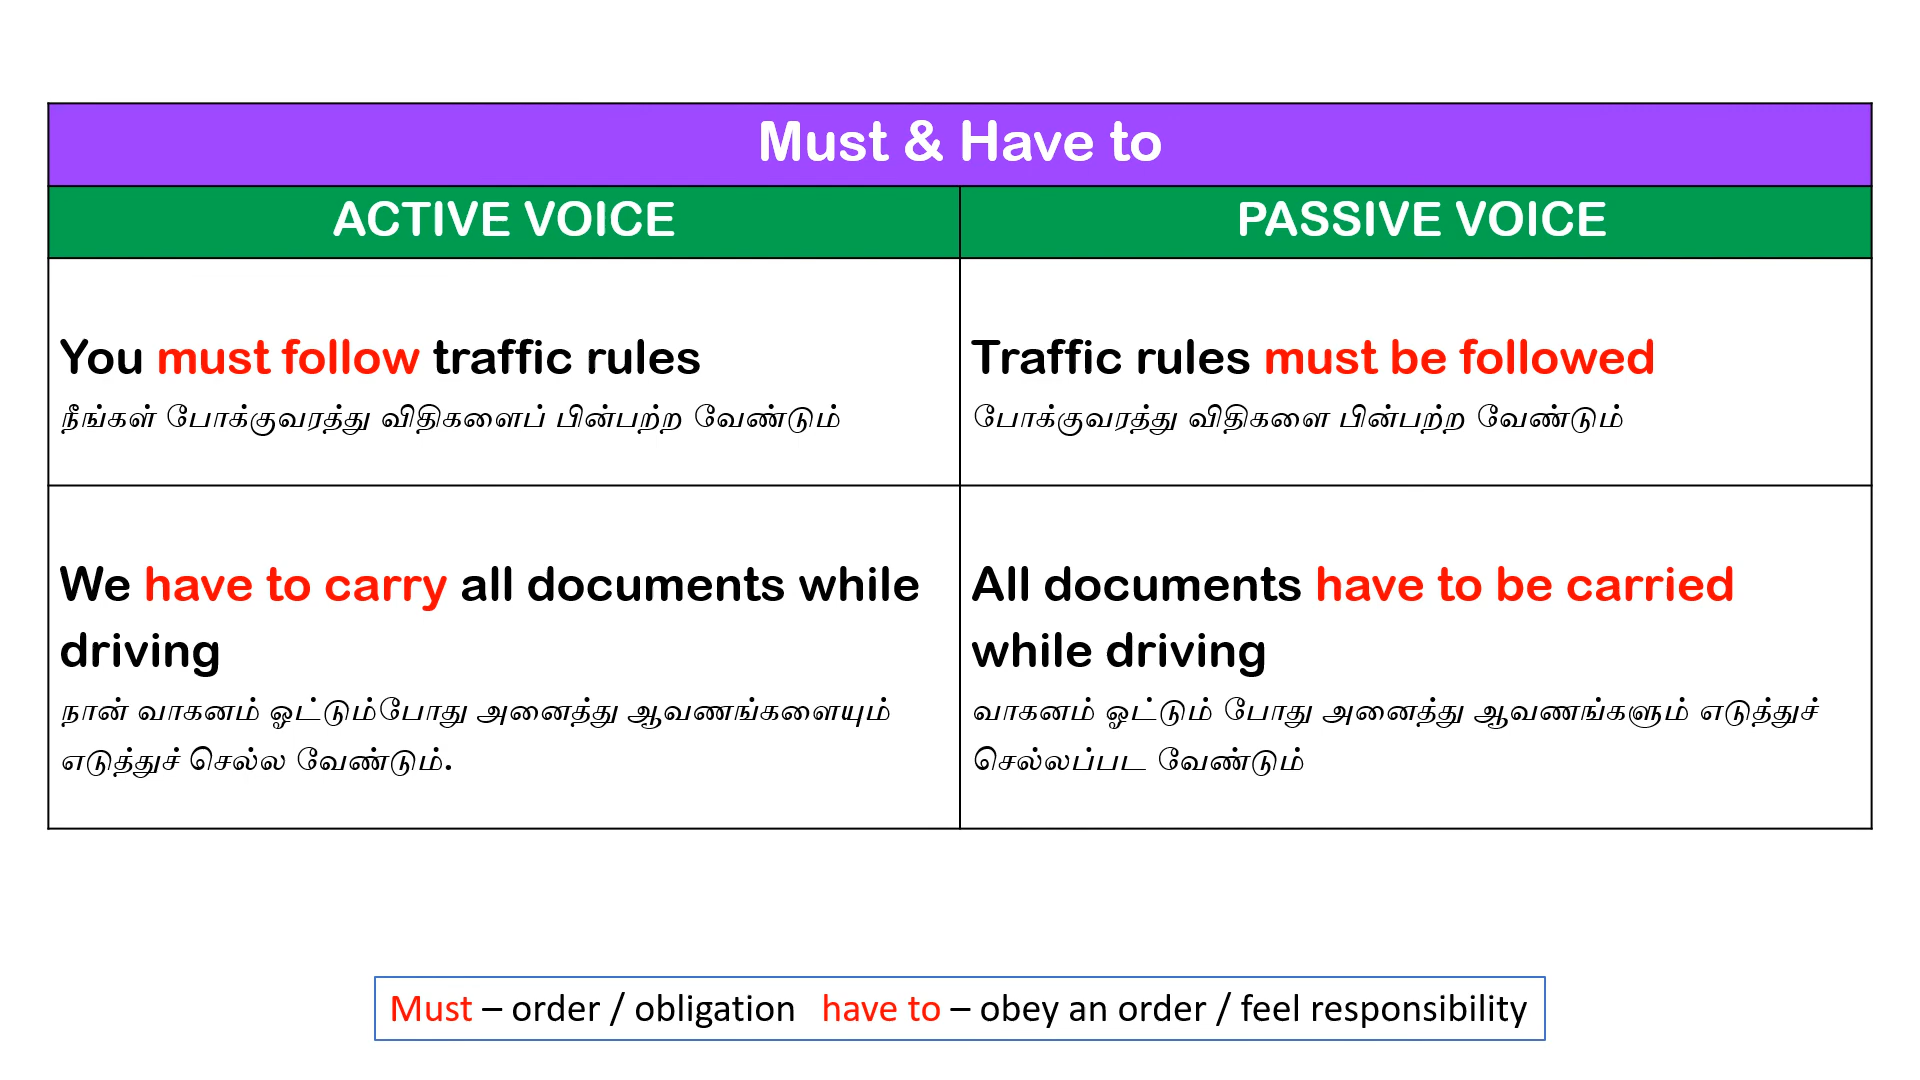 Must & Have to
ACTIVE VOICE
PASSIVE VOICE
You must follow traffic rules
நீங்கள் போக்குவரத்து விதிகளைப் பின்பற்ற வேண்டும்
Traffic rules must be followed
போக்குவரத்து விதிகளை பின்பற்ற வேண்டும்
We have to carry all documents while
driving
நான் வாகனம் ஓட்டும்போது அனைத்து ஆவணங்களையும்
எடுத்துச் செல்ல வேண்டும்.
All documents have to be carried
while driving
வாகனம் ஓட்டும் போது அனைத்து ஆவணங்களும் எடுத்துச்
செல்லப்பட வேண்டும்
Must – order / obligation have to – obey an order / feel responsibility